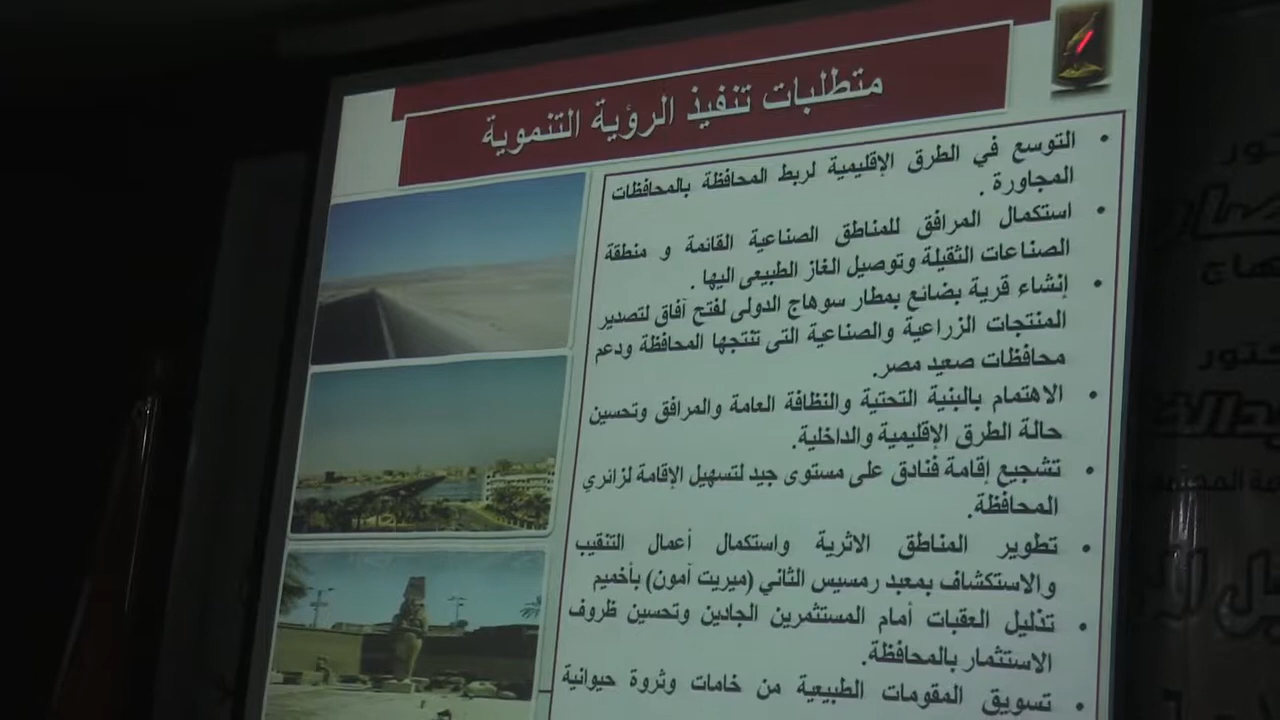 متطلبات تنفيذ الرؤية التنموية
• التوسع في الطرق الإقليمية لربط المحافظة بالمحافظات
المجاورة .
• استكمال المرافق للمناطق الصناعية القائمة و منطقة
الصناعات الثقيلة وتوصيل الغاز الطبيعى اليها .
• إنشاء قرية بضائع بمطار سوهاج الدولى لفتح آفاق لتصدير
المنتجات الزراعية والصناعية التى تنتجها المحافظة ودعم
محافظات صعيد مصر.
• الاهتمام بالبنية التحتية والنظافة العامة والمرافق وتحسين
حالة الطرق الإقليمية والداخلية.
• تشجيع إقامة فنادق على مستوى جيد لتسهيل الإقامة لزائري
المحافظة.
• تطوير المناطق الاثرية واستكمال أعمال التنقيب
والاستكشاف بمعبد رمسيس الثاني (ميريت آمون) بأخميم
• تذليل العقبات أمام المستثمرين الجادين وتحسين ظروف
الاستثمار بالمحافظة.
• تسويق المقومات الطبيعية من خامات وثروة حيوانية